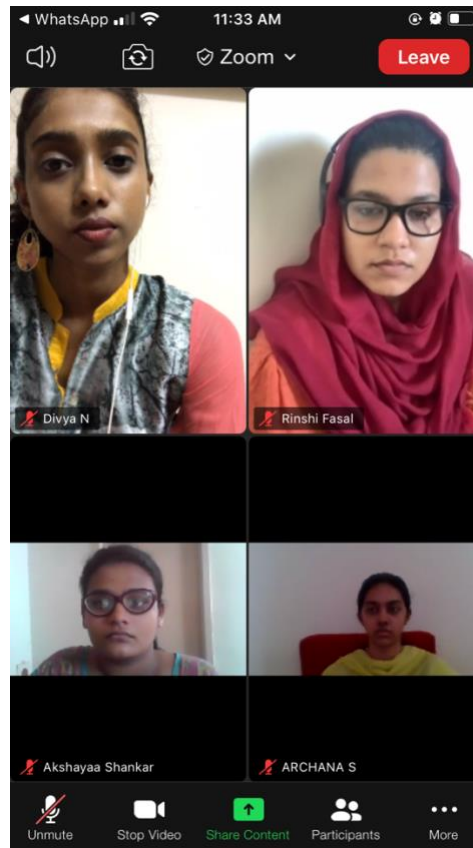 ◄ WhatsApp 11:33 AM
Zoom
Leave
Divya N
Rinshi Fasal
Akshayaa Shankar
ARCHANA S
Unmute Stop Video Share Content Participants More